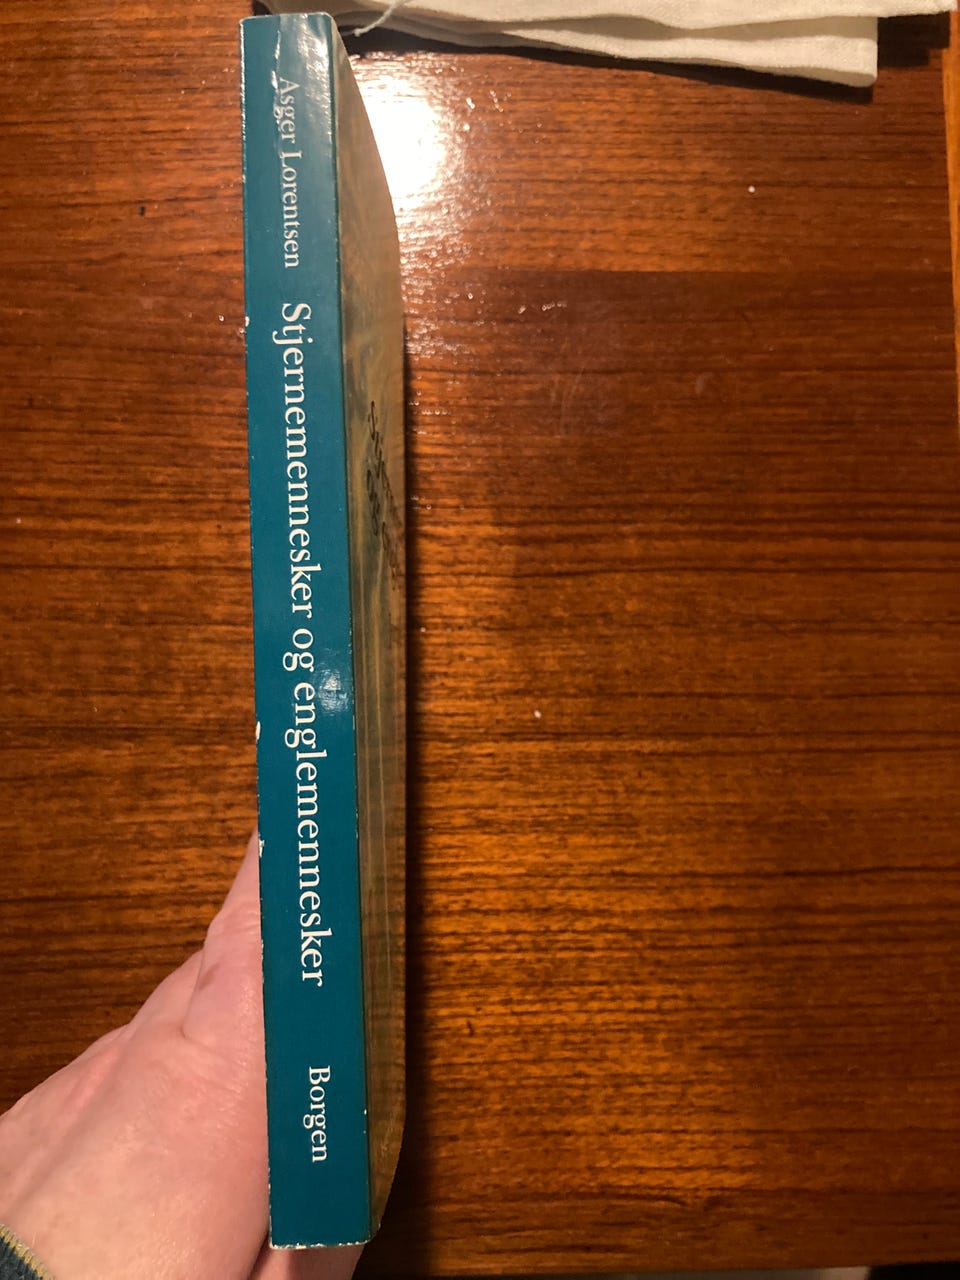 Asger Lorentsen
Stjernemennesker og englemennesker
Borgen